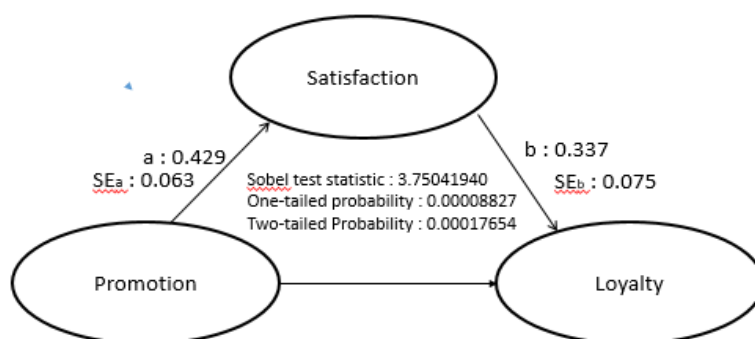 Satisfaction
a : 0.429
SEa : 0.063
b : 0.337
SEb : 0.075
Sobel test statistic : 3.75041940
One-tailed probability : 0.00008827
Two-tailed Probability : 0.00017654
Promotion
Loyalty